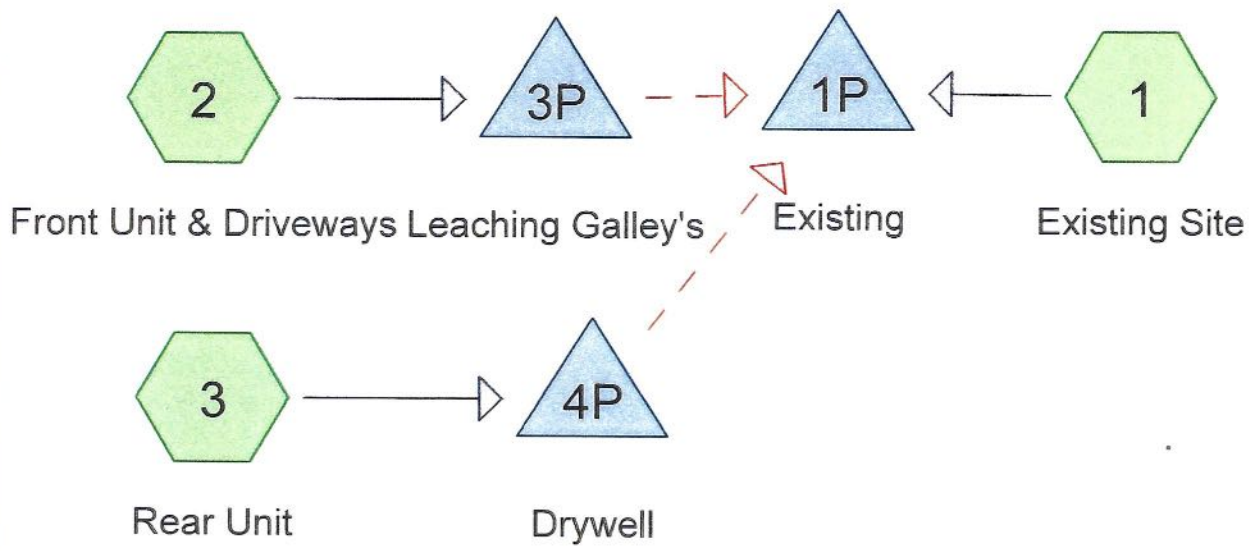 2
3P
1P
1
Front Unit & Driveways
Leaching Galley's
Existing
Existing Site
3
4P
Rear Unit
Drywell